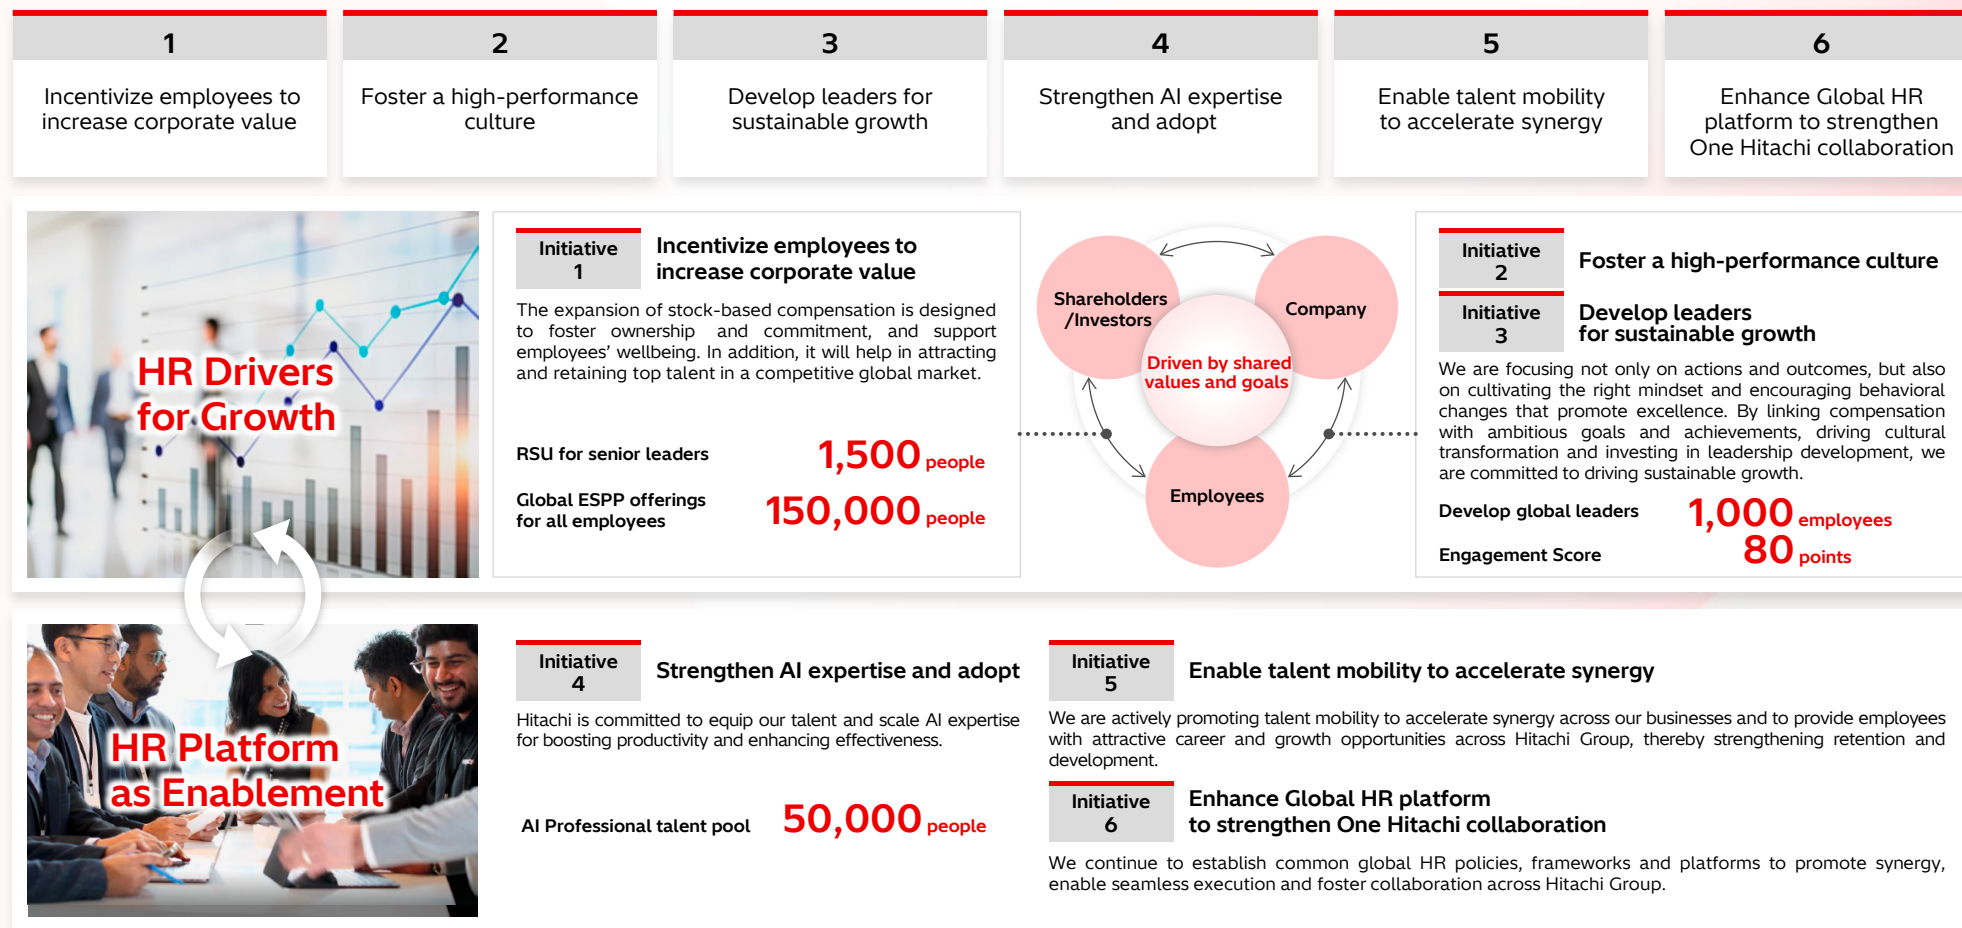 1
Incentivize employees to
increase corporate value
2
Foster a high-performance
culture
3
Develop leaders for
sustainable growth
4
Strengthen AI expertise
and adopt
5
Enable talent mobility
to accelerate synergy
6
Enhance Global HR
platform to strengthen
One Hitachi collaboration
HR Drivers
for Growth
Initiative
1
Incentivize employees to
increase corporate value
The expansion of stock-based compensation is designed
to foster ownership and commitment, and support
employees’ wellbeing. In addition, it will help in attracting
and retaining top talent in a competitive global market.
RSU for senior leaders
1,500 people
Global ESPP offerings
for all employees
150,000 people
Shareholders
/Investors
Company
Driven by shared
values and goals
Employees
Initiative
2
Foster a high-performance culture
Initiative
3
Develop leaders
for sustainable growth
We are focusing not only on actions and outcomes, but also
on cultivating the right mindset and encouraging behavioral
changes that promote excellence. By linking compensation
with ambitious goals and achievements, driving cultural
transformation and investing in leadership development, we
are committed to driving sustainable growth.
Develop global leaders
1,000 employees
Engagement Score
80 points
HR Platform
as Enablement
Initiative
4
Strengthen AI expertise and adopt
Hitachi is committed to equip our talent and scale AI expertise
for boosting productivity and enhancing effectiveness.
AI Professional talent pool
50,000 people
Initiative
5
Enable talent mobility to accelerate synergy
We are actively promoting talent mobility to accelerate synergy across our businesses and to provide employees
with attractive career and growth opportunities across Hitachi Group, thereby strengthening retention and
development.
Initiative
6
Enhance Global HR platform
to strengthen One Hitachi collaboration
We continue to establish common global HR policies, frameworks and platforms to promote synergy,
enable seamless execution and foster collaboration across Hitachi Group.